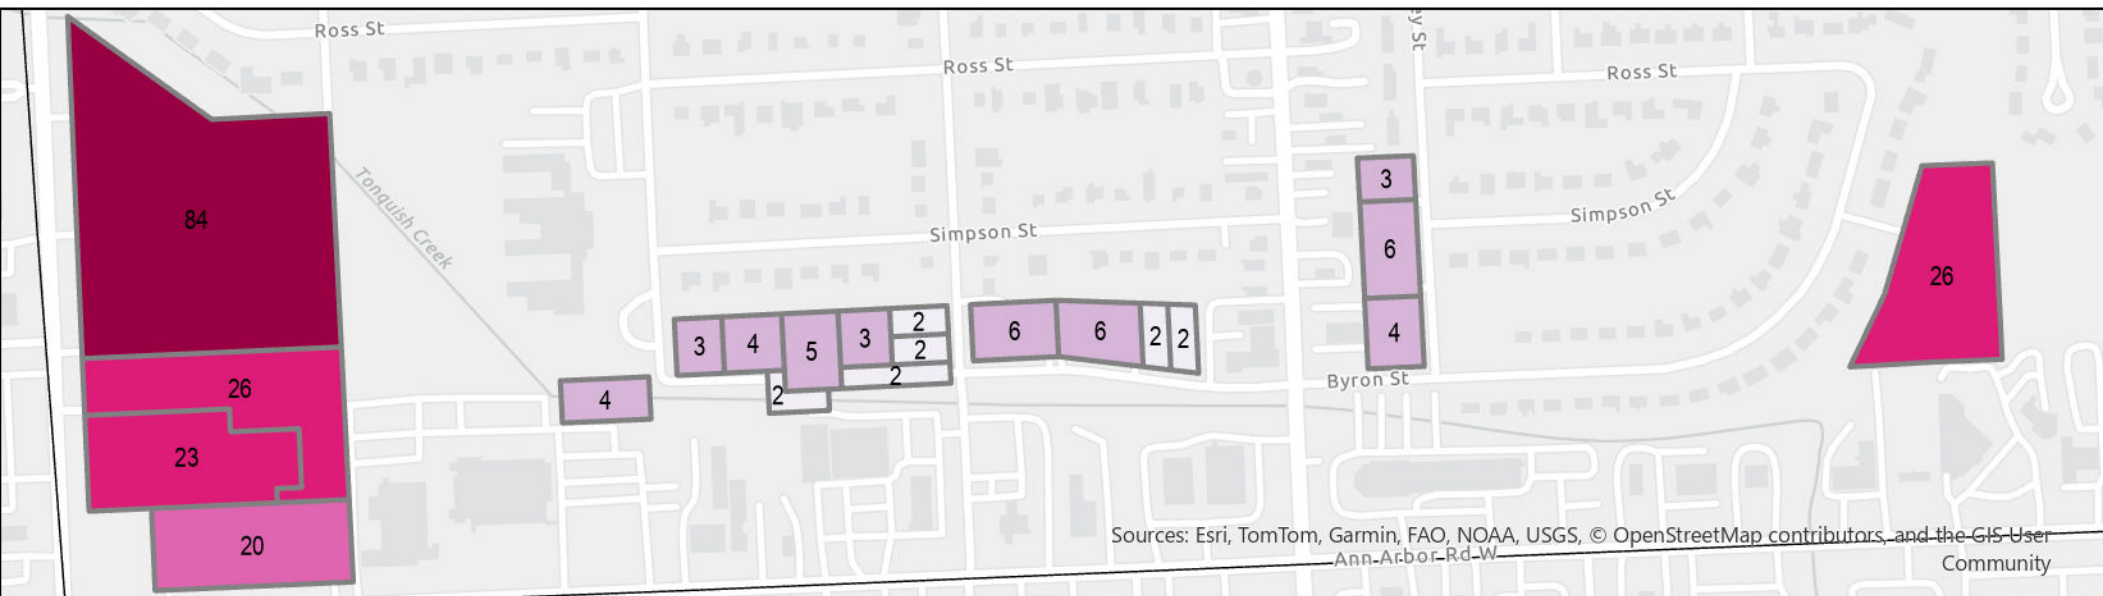 Ross St
ey St
Ross St
Ross St
84
Tonquish Creek
3
Simpson St
Simpson St
6
26
3
4
5
3
2
2
2
2
6
6
2
2
4
26
4
Byron St
23
20
Sources: Esri, TomTom, Garmin, FAO, NOAA, USGS, © OpenStreetMap contributors, and the GIS User
Community
Ann Arbor Rd W